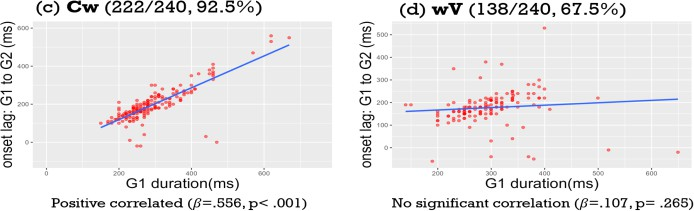 (c) Cw (222/240, 92.5%)
onset lag: G1 to G2 (ms)
600
400
200
0
0
200
400
600
G1 duration(ms)
Positive correlated (β=.556, p< .001)
(d) wV (138/240, 67.5%)
onset lag: G1 to G2 (ms)
500
400
300
200
100
0
200
300
400
500
600
G1 duration(ms)
No significant correlation (β=.107, p= .265)